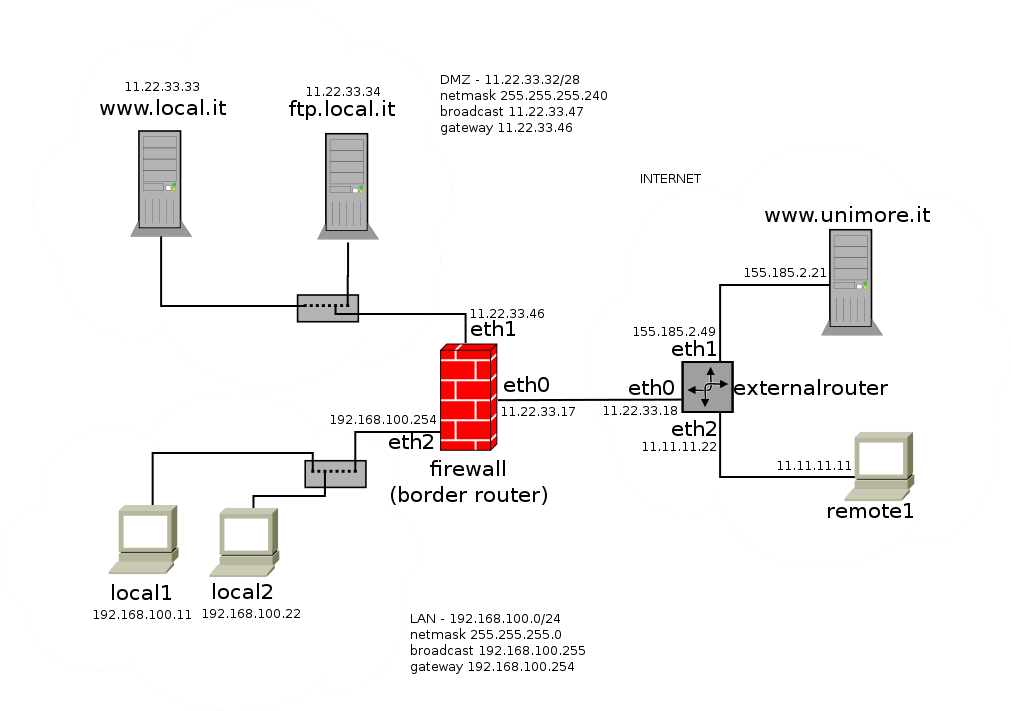 11.22.33.33
www.local.it
11.22.33.34
ftp.local.it
DMZ - 11.22.33.32/28
netmask 255.255.255.240
broadcast 11.22.33.47
gateway 11.22.33.46
INTERNET
www.unimore.it
155.185.2.21
11.22.33.46
eth1
155.185.2.49
eth1
eth0
11.22.33.17
eth0
11.22.33.18
externalrouter
192.168.100.254
eth2
eth2
11.11.11.22
firewall
(border router)
11.11.11.11
remote1
local1
192.168.100.11
local2
192.168.100.22
LAN - 192.168.100.0/24
netmask 255.255.255.0
broadcast 192.168.100.255
gateway 192.168.100.254